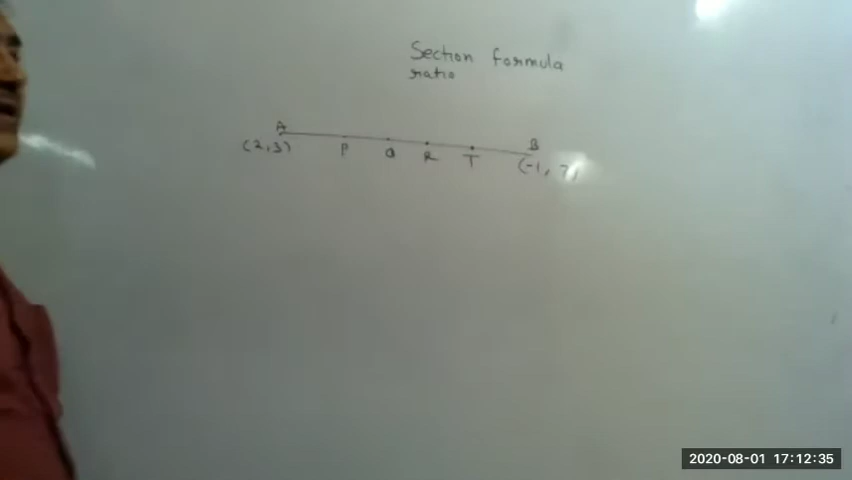 Section formula
ratio
A B
(2,3) P Q R T (-1, 7)
2020-08-01 17:12:35